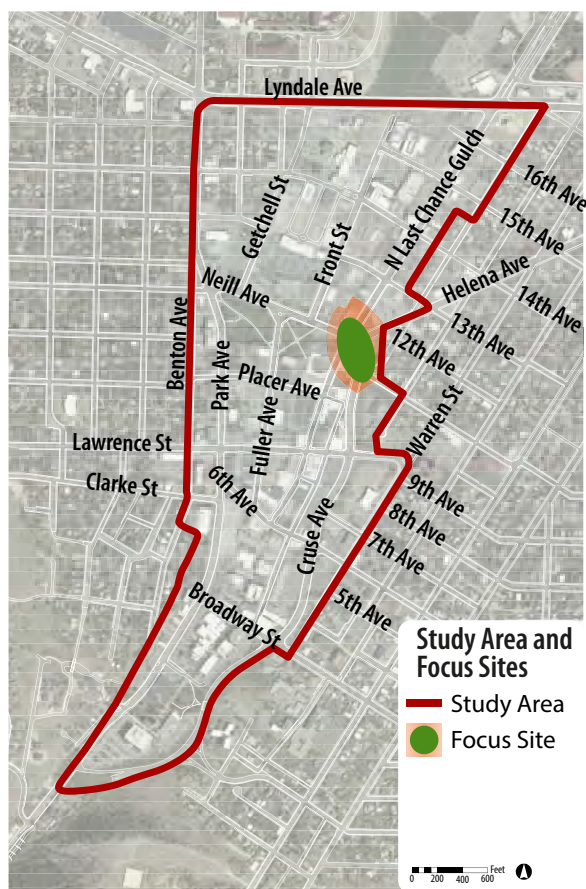 Lyndale Ave
N Last Chance Gulch
16th Ave
15th Ave
Getchell St
Front St
Helena Ave
14th Ave
Neill Ave
13th Ave
12th Ave
Benton Ave
Park Ave
Placer Ave
Fuller Ave
Warren St
Lawrence St
Clarke St
6th Ave
9th Ave
8th Ave
7th Ave
Cruse Ave
5th Ave
Broadway St
Study Area and
Focus Sites
Study Area
Focus Site
Feet
0 200 400 600